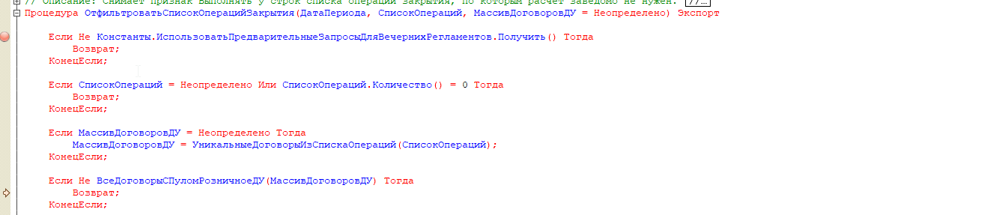 // Описание: Снимает признак Выполнять у строк списка операций закрытия, по которым расчет заведомо не нужен. //…
Процедура ОтфильтроватьСписокОперацийЗакрытия(ДатаПериода, СписокОпераций, МассивДоговоровДУ = Неопределено) Экспорт
Если Не Константы.ИспользоватьПредварительныеЗапросыДляВечернихРегламентов.Получить() Тогда
Возврат;
КонецЕсли;
Если СписокОпераций = Неопределено Или СписокОпераций.Количество() = 0 Тогда
Возврат;
КонецЕсли;
Если МассивДоговоровДУ = Неопределено Тогда
МассивДоговоровДУ = УникальныеДоговорыИзСпискаОпераций(СписокОпераций);
КонецЕсли;
Если Не ВсеДоговорыСПуломРозничноеДУ(МассивДоговоровДУ) Тогда
Возврат;
КонецЕсли;